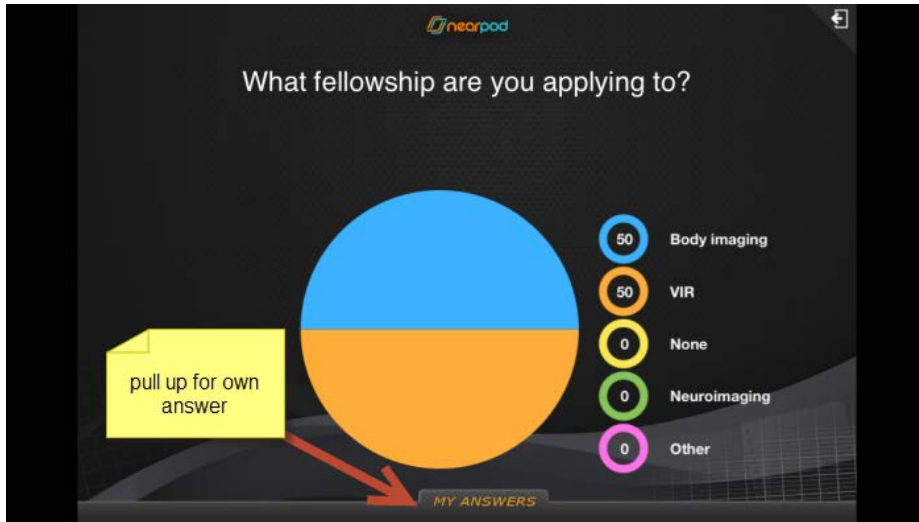 nearpod
What fellowship are you applying to?
50 Body imaging
50 VIR
0 None
0 Neuroimaging
0 Other
pull up for own
answer
MY ANSWERS